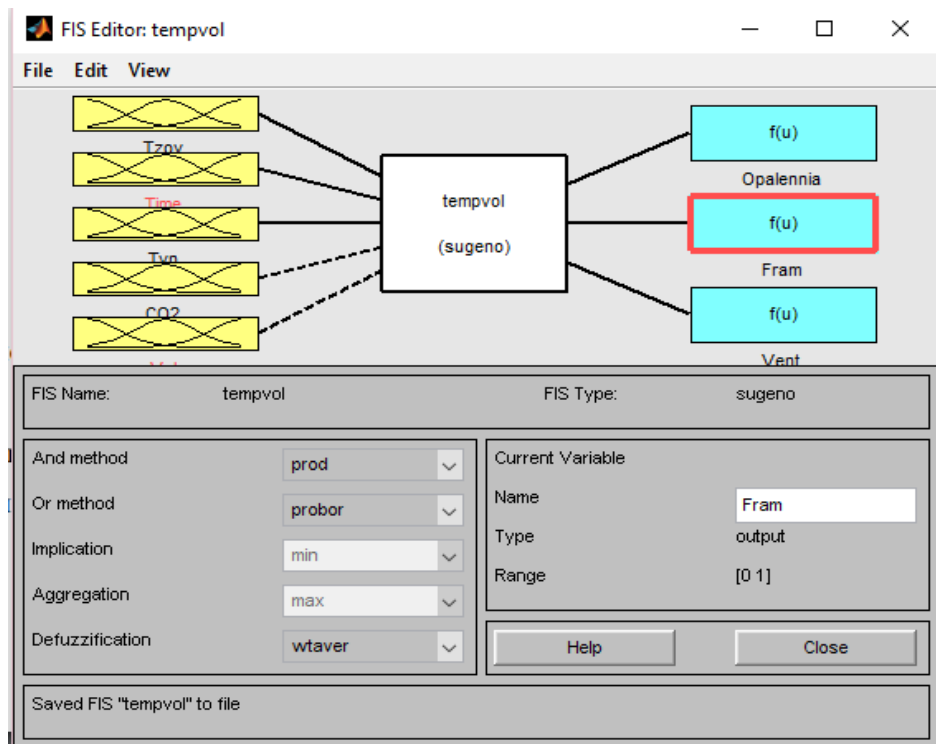 FIS Editor: tempvol
File Edit View
Tzpv
Time
Tvn
CO2
tempvol
(sugeno)
f(u)
Opalennia
f(u)
Fram
f(u)
Vent
FIS Name: tempvol FIS Type: sugeno
And method prod
Or method probor
Implication min
Aggregation max
Defuzzification wtaver
Current Variable
Name Fram
Type output
Range [0 1]
Help Close
Saved FIS "tempvol" to file